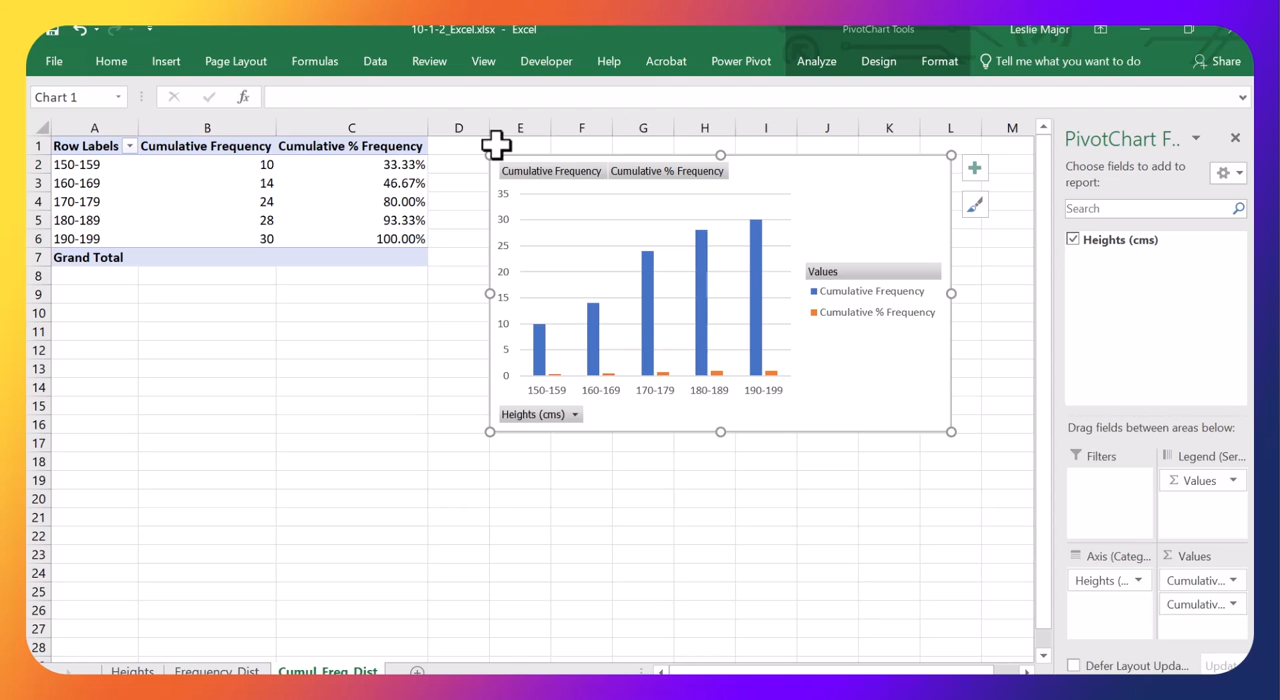 10-1-2_Excel.xlsx - Excel
PivotChart Tools
Leslie Major
File Home Insert Page Layout Formulas Data Review View Developer Help Acrobat Power Pivot Analyze Design Format Tell me what you want to do Share
Chart 1
fx
A B C D E F G H I J K L M
1 Row Labels Cumulative Frequency Cumulative % Frequency
2 150-159 10 33.33%
3 160-169 14 46.67%
4 170-179 24 80.00%
5 180-189 28 93.33%
6 190-199 30 100.00%
7 Grand Total
8
9
10
11
12
13
14
15
16
17
18
19
20
21
22
23
24
25
26
27
28
Cumulative Frequency Cumulative % Frequency
35
30
25
20
15
10
5
0
150-159 160-169 170-179 180-189 190-199
Heights (cms)
Values
Cumulative Frequency
Cumulative % Frequency
PivotChart F..
Choose fields to add to
report:
Search
Heights (cms)
Drag fields between areas below:
Filters
Legend (Ser...
Σ Values
Axis (Categ...
Σ Values
Heights (...
Cumulativ...
Cumulativ...
Defer Layout Upda...
Heights Frequency_Dist Cumul_Freq_Dist